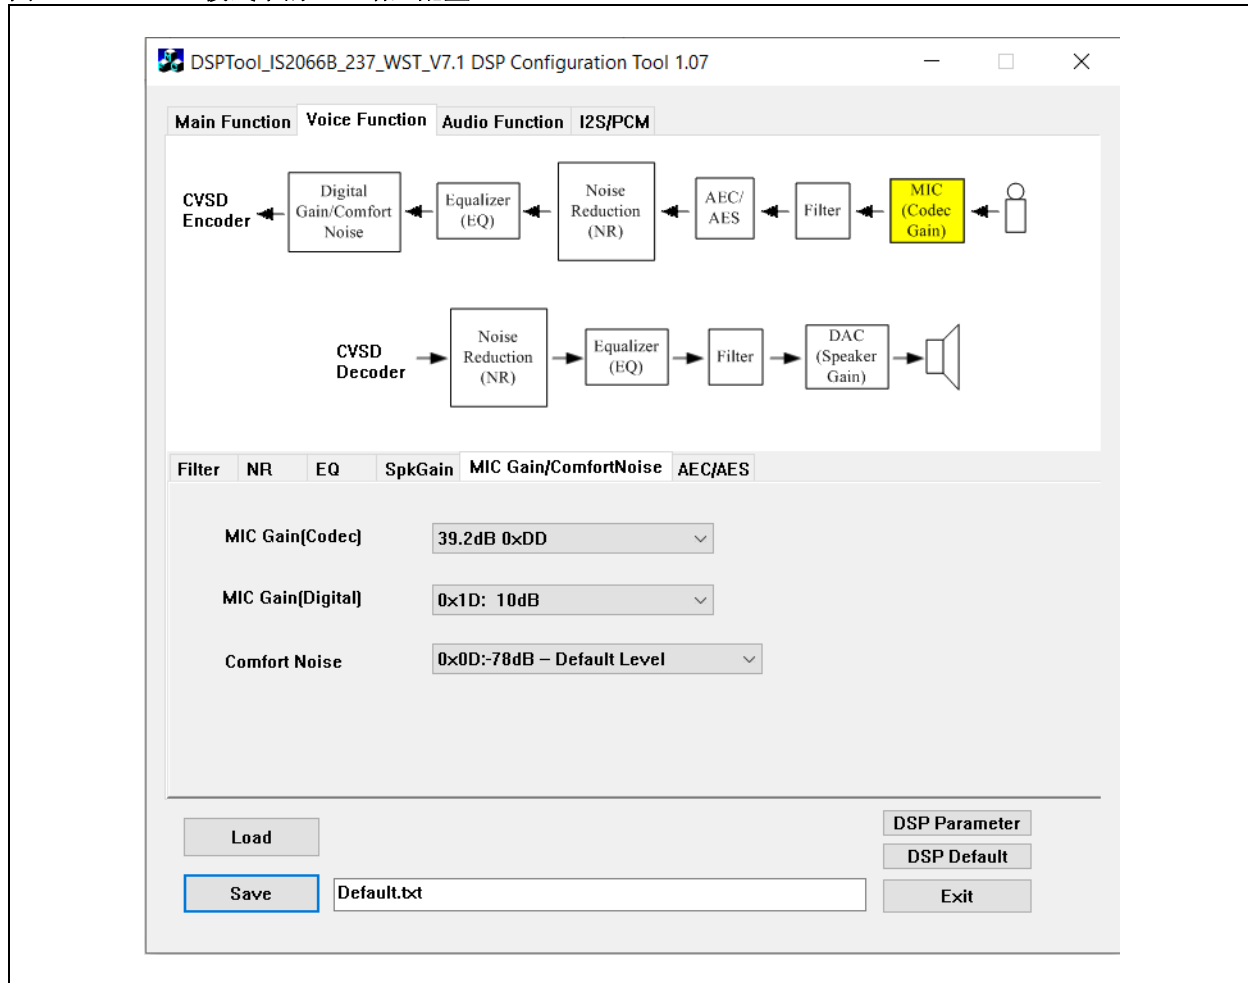 DSPTool_IS2066B_237_WST_V7.1 DSP Configuration Tool 1.07
Main Function Voice Function Audio Function I2S/PCM
CVSD
Encoder
Digital
Gain/Comfort
Noise
Equalizer
(EQ)
Noise
Reduction
(NR)
AEC/
AES
Filter
MIC
(Codec
Gain)
CVSD
Decoder
Noise
Reduction
(NR)
Equalizer
(EQ)
Filter
DAC
(Speaker
Gain)
Filter NR EQ SpkGain MIC Gain/ComfortNoise AEC/AES
MIC Gain(Codec) 39.2dB 0xDD
MIC Gain(Digital) 0x1D: 10dB
Comfort Noise 0x0D:-78dB – Default Level
Load
DSP Parameter
DSP Default
Save Default.txt Exit